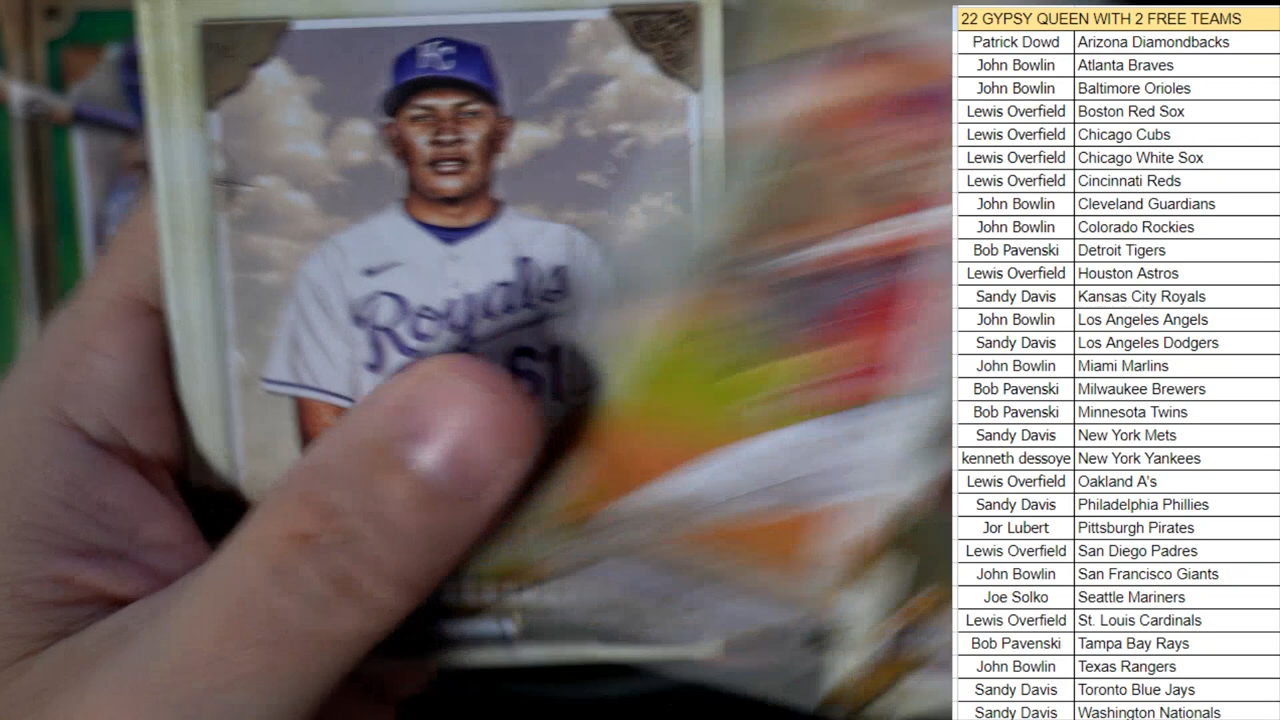 KC
Royals
22 GYPSY QUEEN WITH 2 FREE TEAMS
Patrick Dowd Arizona Diamondbacks
John Bowlin Atlanta Braves
John Bowlin Baltimore Orioles
Lewis Overfield Boston Red Sox
Lewis Overfield Chicago Cubs
Lewis Overfield Chicago White Sox
Lewis Overfield Cincinnati Reds
John Bowlin Cleveland Guardians
John Bowlin Colorado Rockies
Bob Pavenski Detroit Tigers
Lewis Overfield Houston Astros
Sandy Davis Kansas City Royals
John Bowlin Los Angeles Angels
Sandy Davis Los Angeles Dodgers
John Bowlin Miami Marlins
Bob Pavenski Milwaukee Brewers
Bob Pavenski Minnesota Twins
Sandy Davis New York Mets
kenneth dessoye New York Yankees
Lewis Overfield Oakland A's
Sandy Davis Philadelphia Phillies
Jor Lubert Pittsburgh Pirates
Lewis Overfield San Diego Padres
John Bowlin San Francisco Giants
Joe Solko Seattle Mariners
Lewis Overfield St. Louis Cardinals
Bob Pavenski Tampa Bay Rays
John Bowlin Texas Rangers
Sandy Davis Toronto Blue Jays
Sandy Davis Washington Nationals